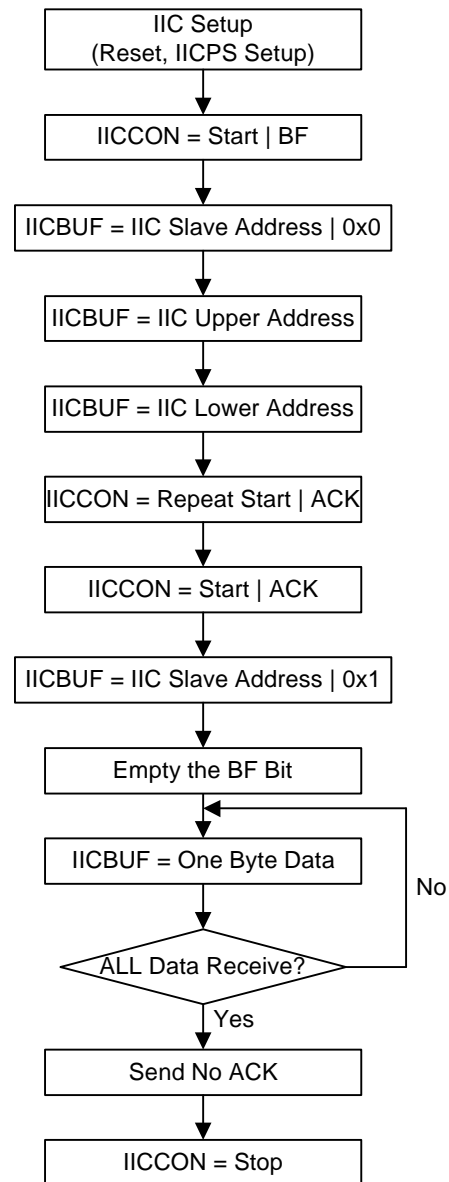 IIC Setup
(Reset, IICPS Setup)
IICCON = Start | BF
IICBUF = IIC Slave Address | 0x0
IICBUF = IIC Upper Address
IICBUF = IIC Lower Address
IICCON = Repeat Start | ACK
IICCON = Start | ACK
IICBUF = IIC Slave Address | 0x1
Empty the BF Bit
IICBUF = One Byte Data
No
ALL Data Receive?
Yes
Send No ACK
IICCON = Stop